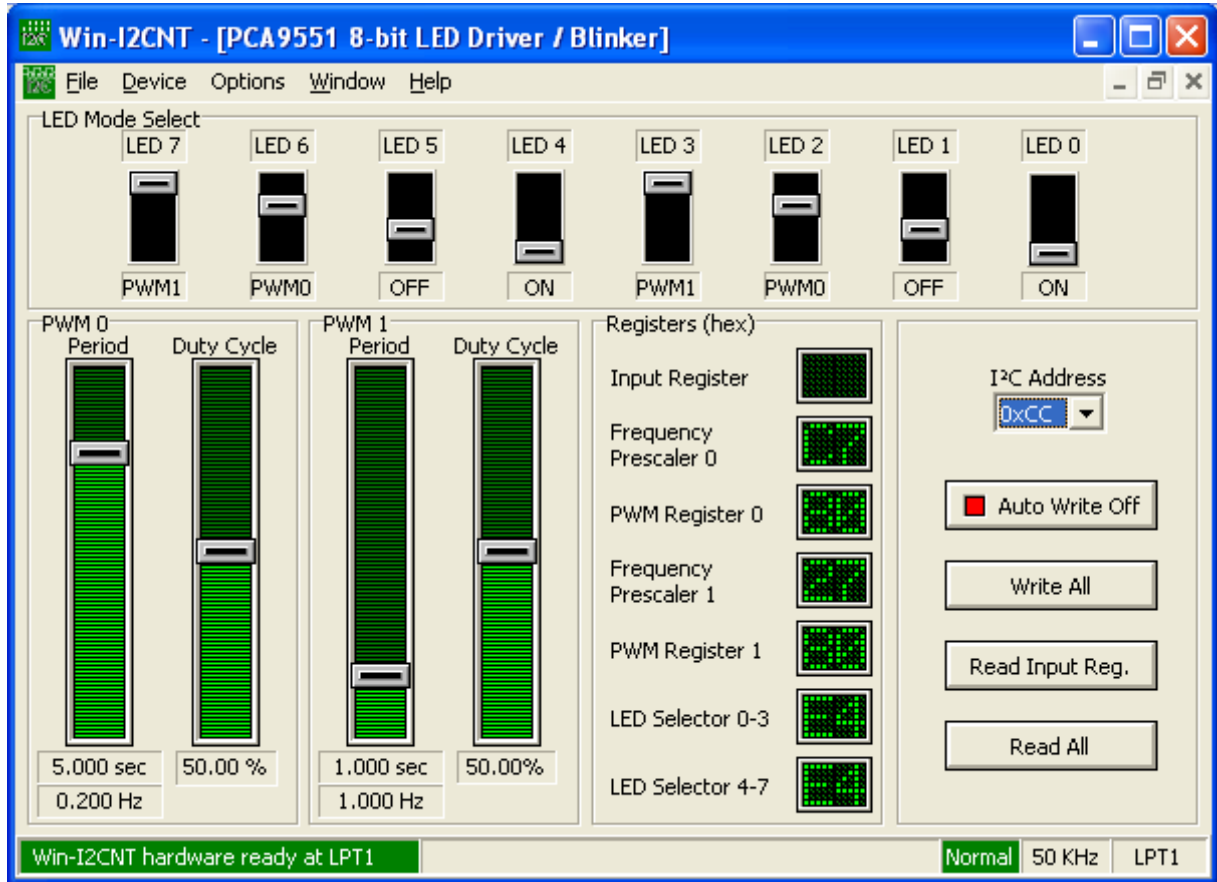 Win-I2CNT - [PCA9551 8-bit LED Driver / Blinker]
File Device Options Window Help
LED Mode Select
LED 7 LED 6 LED 5 LED 4 LED 3 LED 2 LED 1 LED 0
PWM1 PWM0 OFF ON PWM1 PWM0 OFF ON
PWM 0
Period Duty Cycle
5.000 sec 50.00 %
0.200 Hz
PWM 1
Period Duty Cycle
1.000 sec 50.00%
1.000 Hz
Registers (hex)
Input Register
Frequency
Prescaler 0
PWM Register 0
Frequency
Prescaler 1 27
PWM Register 1
LED Selector 0-3
LED Selector 4-7
I²C Address
0xCC
Auto Write Off
Write All
Read Input Reg.
Read All
Win-I2CNT hardware ready at LPT1
Normal 50 KHz LPT1